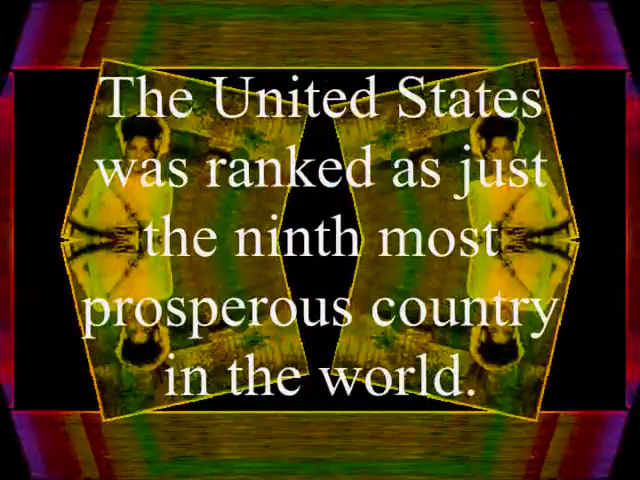 The United States
was ranked as just
the ninth most
prosperous country
in the world.